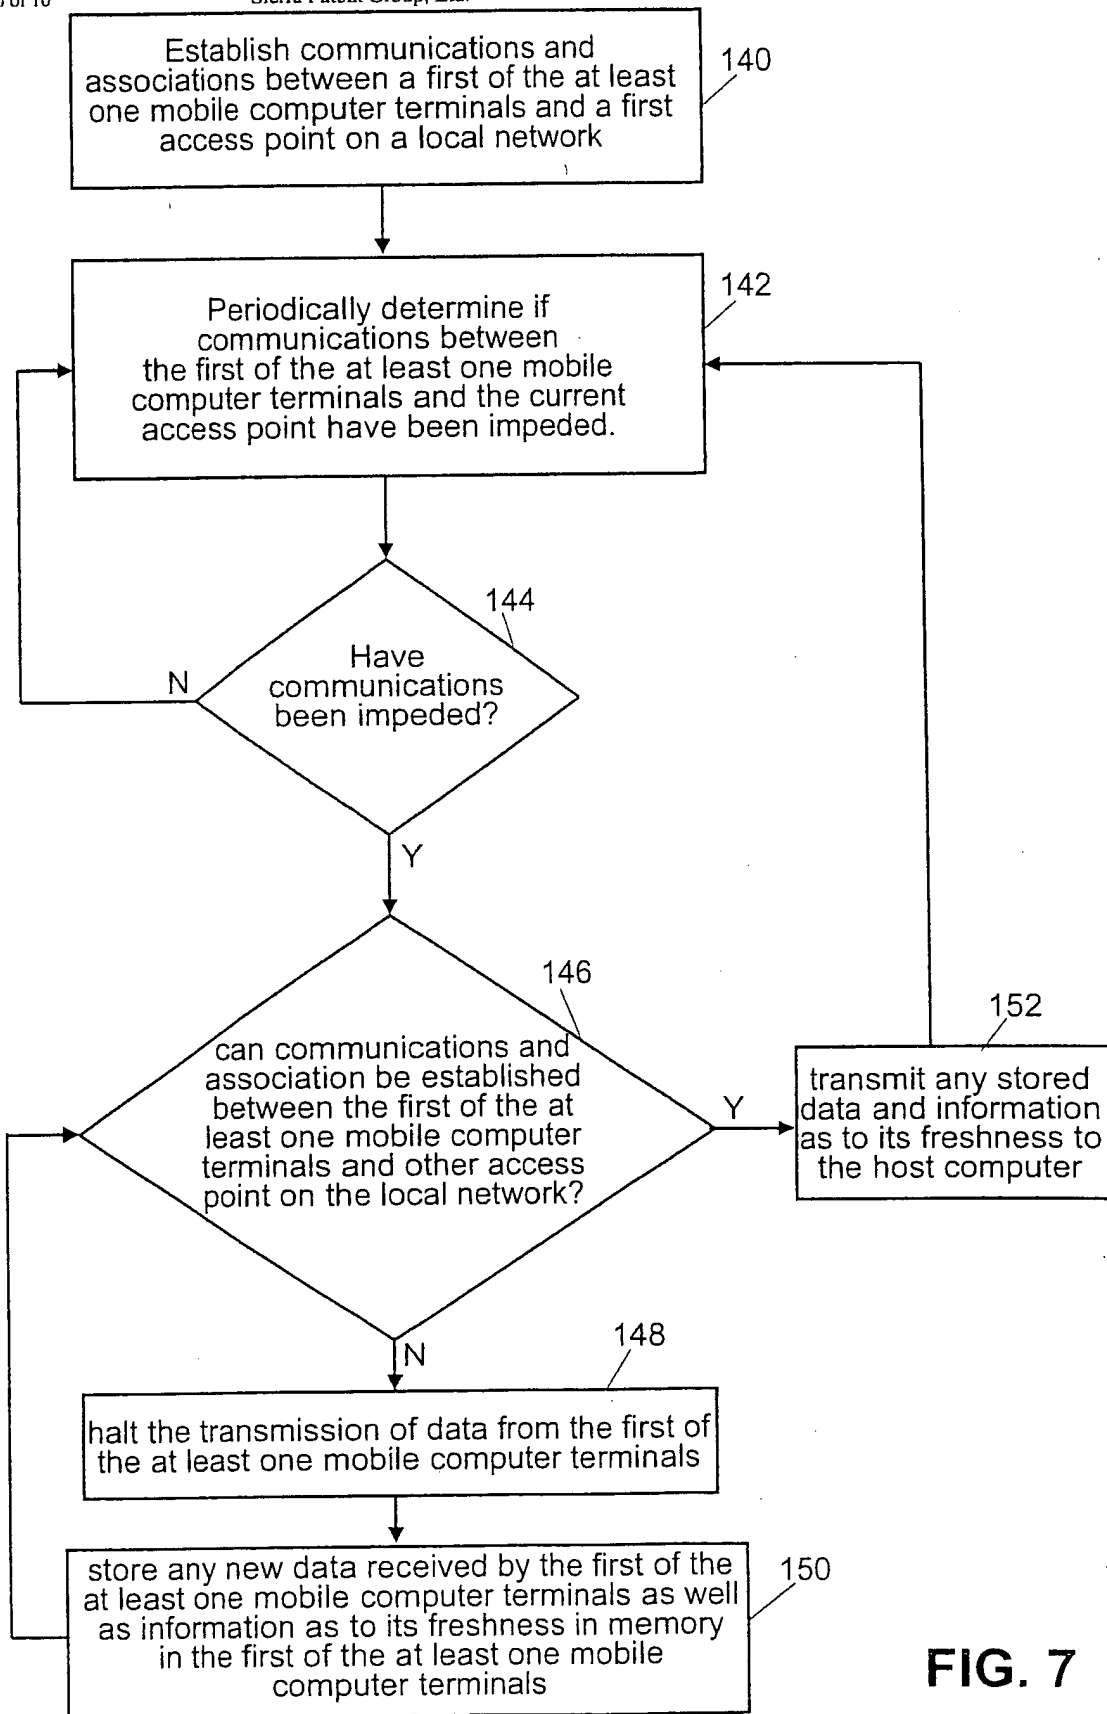 Establish communications and
associations between a first of the at least
one mobile computer terminals and a first
access point on a local network
140
Periodically determine if
communications between
the first of the at least one mobile
computer terminals and the current
access point have been impeded.
142
144
Have
communications
been impeded?
N
Y
146
can communications and
association be established
between the first of the at
least one mobile computer
terminals and other access
point on the local network?
Y
152
transmit any stored
data and information
as to its freshness to
the host computer
N
148
halt the transmission of data from the first of
the at least one mobile computer terminals
150
store any new data received by the first of the
at least one mobile computer terminals as well
as information as to its freshness in memory
in the first of the at least one mobile
computer terminals
FIG. 7